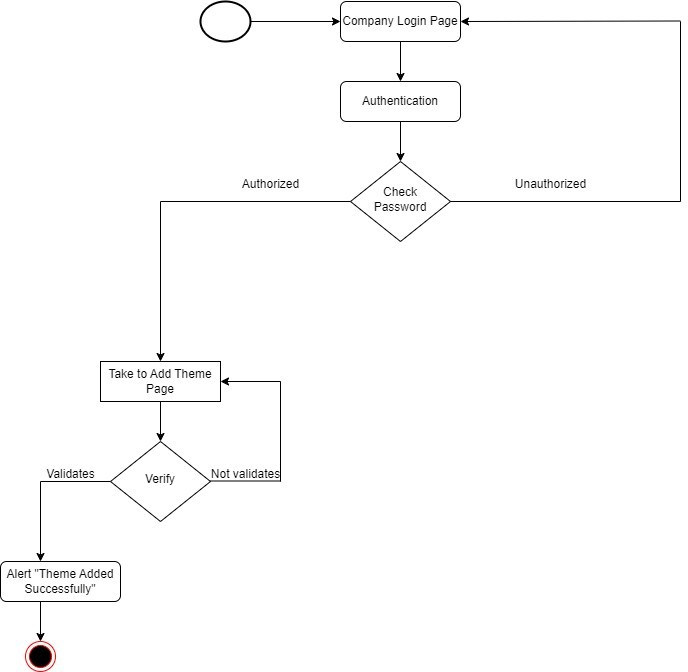 Company Login Page
Authentication
Authorized
Unauthorized
Check
Password
Take to Add Theme
Page
Validates
Verify
Not validates
Alert "Theme Added
Successfully"